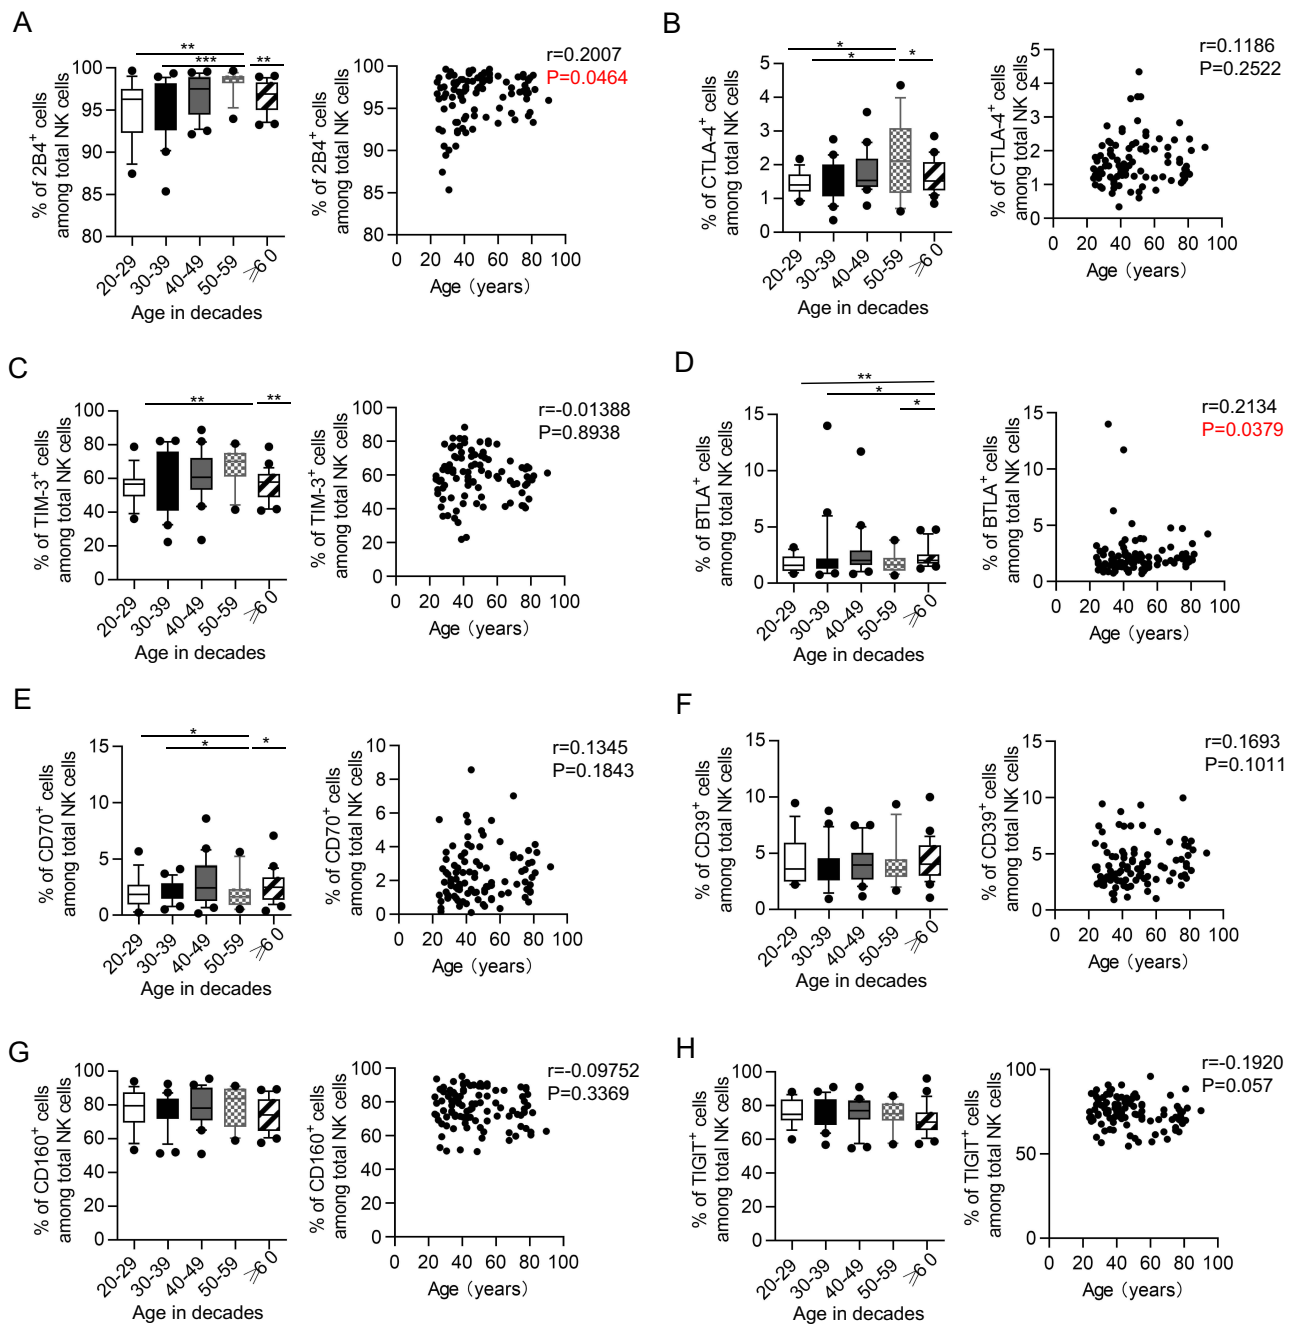 A
% of 2B4+ cells
among total NK cells
100
95
90
85
80
**
***
**
20-29
30-39
40-49
50-59
≥60
Age in decades
% of 2B4+ cells
among total NK cells
100
95
90
85
80
0
20
40
60
80
100
Age (years)
r=0.2007
P=0.0464
B
% of CTLA-4+ cells
among total NK cells
5
4
3
2
1
0
*
*
*
20-29
30-39
40-49
50-59
≥60
Age in decades
% of CTLA-4+ cells
among total NK cells
5
4
3
2
1
0
0
20
40
60
80
100
Age (years)
r=0.1186
P=0.2522
C
% of TIM-3+ cells
among total NK cells
100
80
60
40
20
0
**
**
20-29
30-39
40-49
50-59
≥60
Age in decades
% of TIM-3+ cells
among total NK cells
100
80
60
40
20
0
0
20
40
60
80
100
Age (years)
r=-0.01388
P=0.8938
D
% of BTLA+ cells
among total NK cells
15
10
5
0
**
*
*
20-29
30-39
40-49
50-59
≥60
Age in decades
% of BTLA+ cells
among total NK cells
15
10
5
0
0
20
40
60
80
100
Age (years)
r=0.2134
P=0.0379
E
% of CD70+ cells
among total NK cells
15
10
5
0
*
*
*
20-29
30-39
40-49
50-59
≥60
Age in decades
% of CD70+ cells
among total NK cells
10
8
6
4
2
0
0
20
40
60
80
100
Age (years)
r=0.1345
P=0.1843
F
% of CD39+ cells
among total NK cells
15
10
5
0
20-29
30-39
40-49
50-59
≥60
Age in decades
% of CD39+ cells
among total NK cells
15
10
5
0
0
20
40
60
80
100
Age (years)
r=0.1693
P=0.1011
G
% of CD160+ cells
among total NK cells
100
80
60
40
20
0
20-29
30-39
40-49
50-59
≥60
Age in decades
% of CD160+ cells
among total NK cells
100
80
60
40
20
0
0
20
40
60
80
100
Age (years)
r=-0.09752
P=0.3369
H
% of TIGIT+ cells
among total NK cells
100
80
60
40
20
0
20-29
30-39
40-49
50-59
≥60
Age in decades
% of TIGIT+ cells
among total NK cells
100
50
0
0
20
40
60
80
100
Age (years)
r=-0.1920
P=0.057